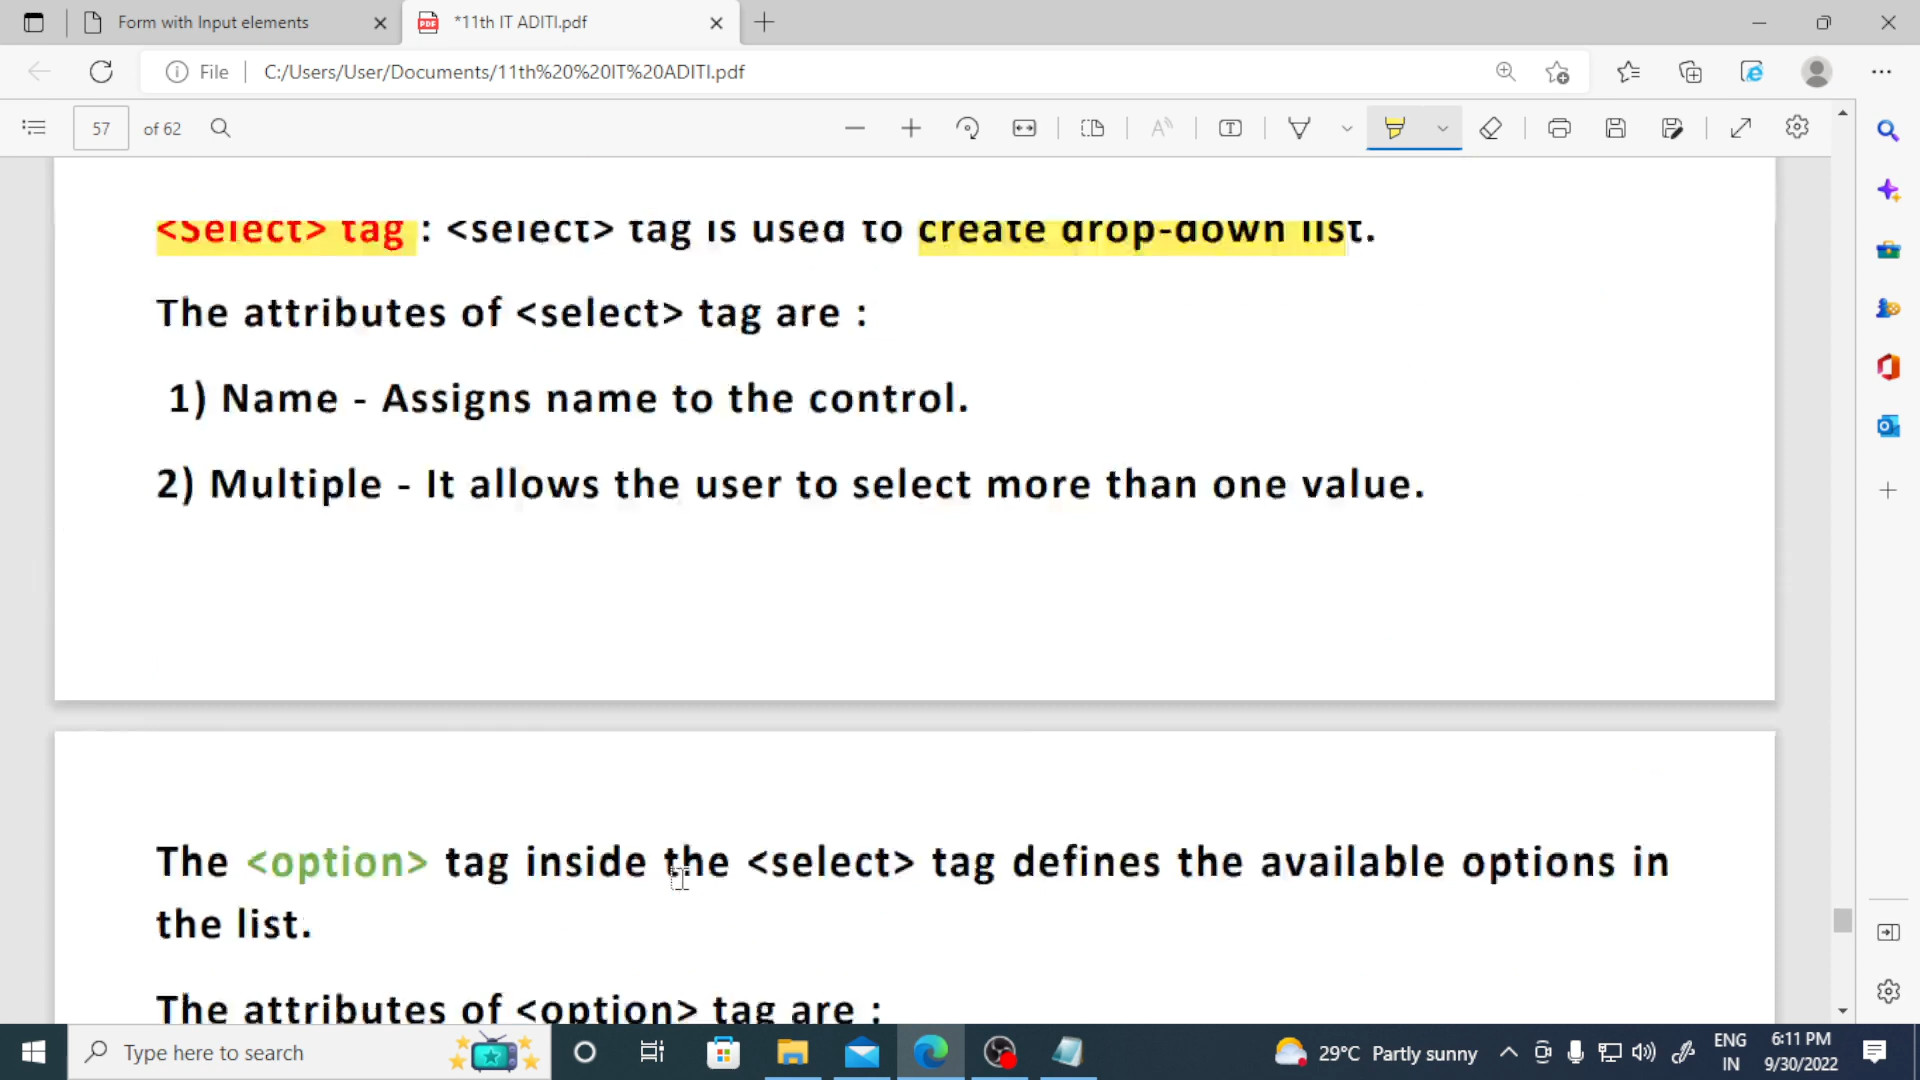 Form with Input elements
*11th IT ADITI.pdf
File
C:/Users/User/Documents/11th%20%20IT%20ADITI.pdf
57 of 62
<Select> tag : <select> tag is used to create drop-down list.
The attributes of <select> tag are :
1) Name - Assigns name to the control.
2) Multiple - It allows the user to select more than one value.
The <option> tag inside the <select> tag defines the available options in
the list.
The attributes of <option> tag are :
Type here to search
29°C Partly sunny
ENG
IN
6:11 PM
9/30/2022